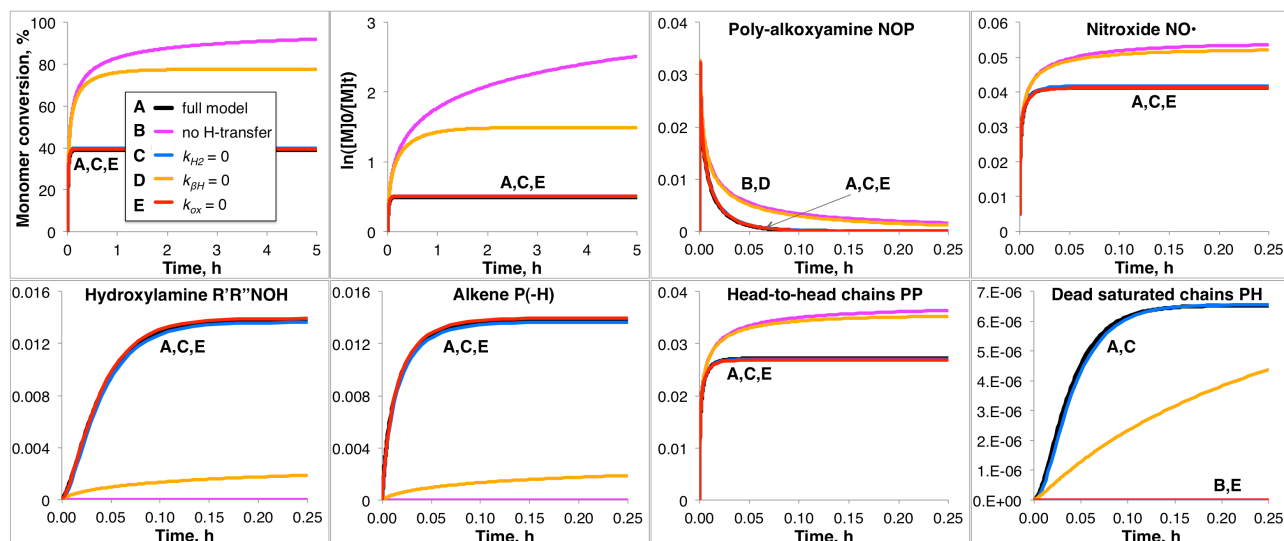 Monomer conversion, %
100
80
60
40
20
0
A full model
B no H-transfer
C kH2 = 0
D kβH = 0
E kox = 0
A,C,E
0 1 2 3 4 5
Time, h
ln([M]0/[M]t)
3
2
1
0
A,C,E
0 1 2 3 4 5
Time, h
Poly-alkoxyamine NOP
0.04
0.03
0.02
0.01
0
B,D
A,C,E
0.00 0.05 0.10 0.15 0.20 0.25
Time, h
Nitroxide NO•
0.06
0.05
0.04
0.03
0.02
0.01
0
A,C,E
0.00 0.05 0.10 0.15 0.20 0.25
Time, h
Hydroxylamine R'R"NOH
0.016
0.012
0.008
0.004
0
A,C,E
0.00 0.05 0.10 0.15 0.20 0.25
Time, h
Alkene P(-H)
0.016
0.012
0.008
0.004
0
A,C,E
0.00 0.05 0.10 0.15 0.20 0.25
Time, h
Head-to-head chains PP
0.04
0.03
0.02
0.01
0
A,C,E
0.00 0.05 0.10 0.15 0.20 0.25
Time, h
Dead saturated chains PH
7.E-06
6.E-06
5.E-06
4.E-06
3.E-06
2.E-06
1.E-06
0.E+00
A,C
B,E
0.00 0.05 0.10 0.15 0.20 0.25
Time, h